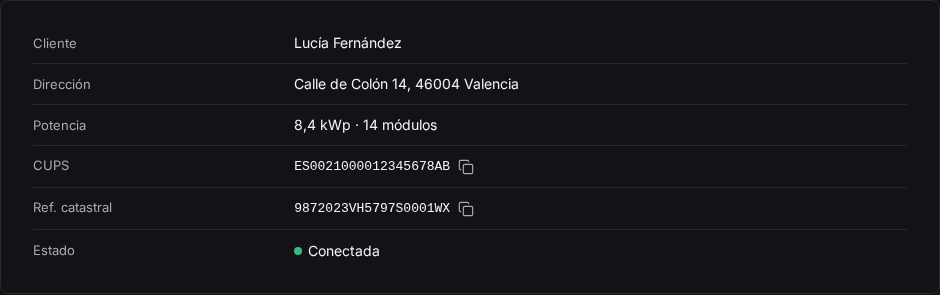 Cliente Lucía Fernández
Dirección Calle de Colón 14, 46004 Valencia
Potencia 8,4 kWp · 14 módulos
CUPS ES0021000012345678AB
Ref. catastral 9872023VH5797S0001WX
Estado Conectada